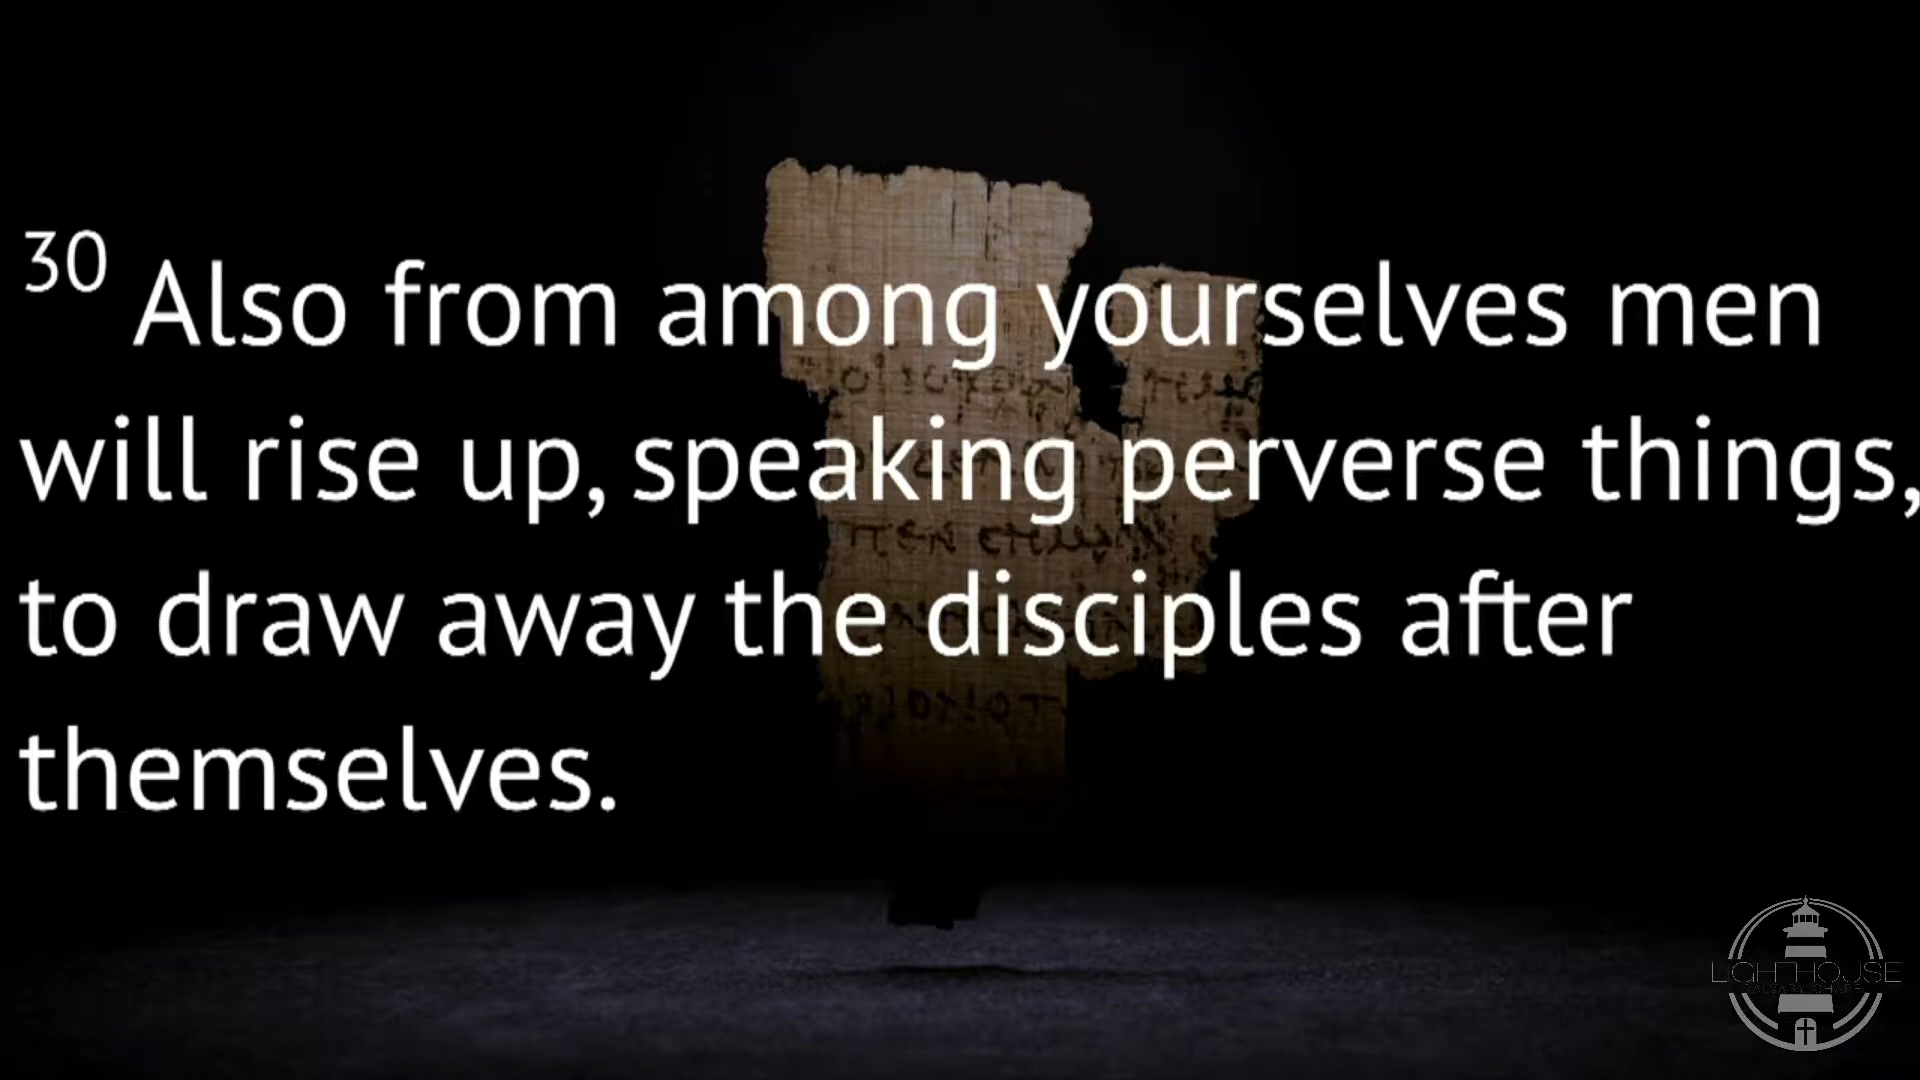 30 Also from among yourselves men
will rise up, speaking perverse things,
to draw away the disciples after
themselves.
LIGHTHOUSE